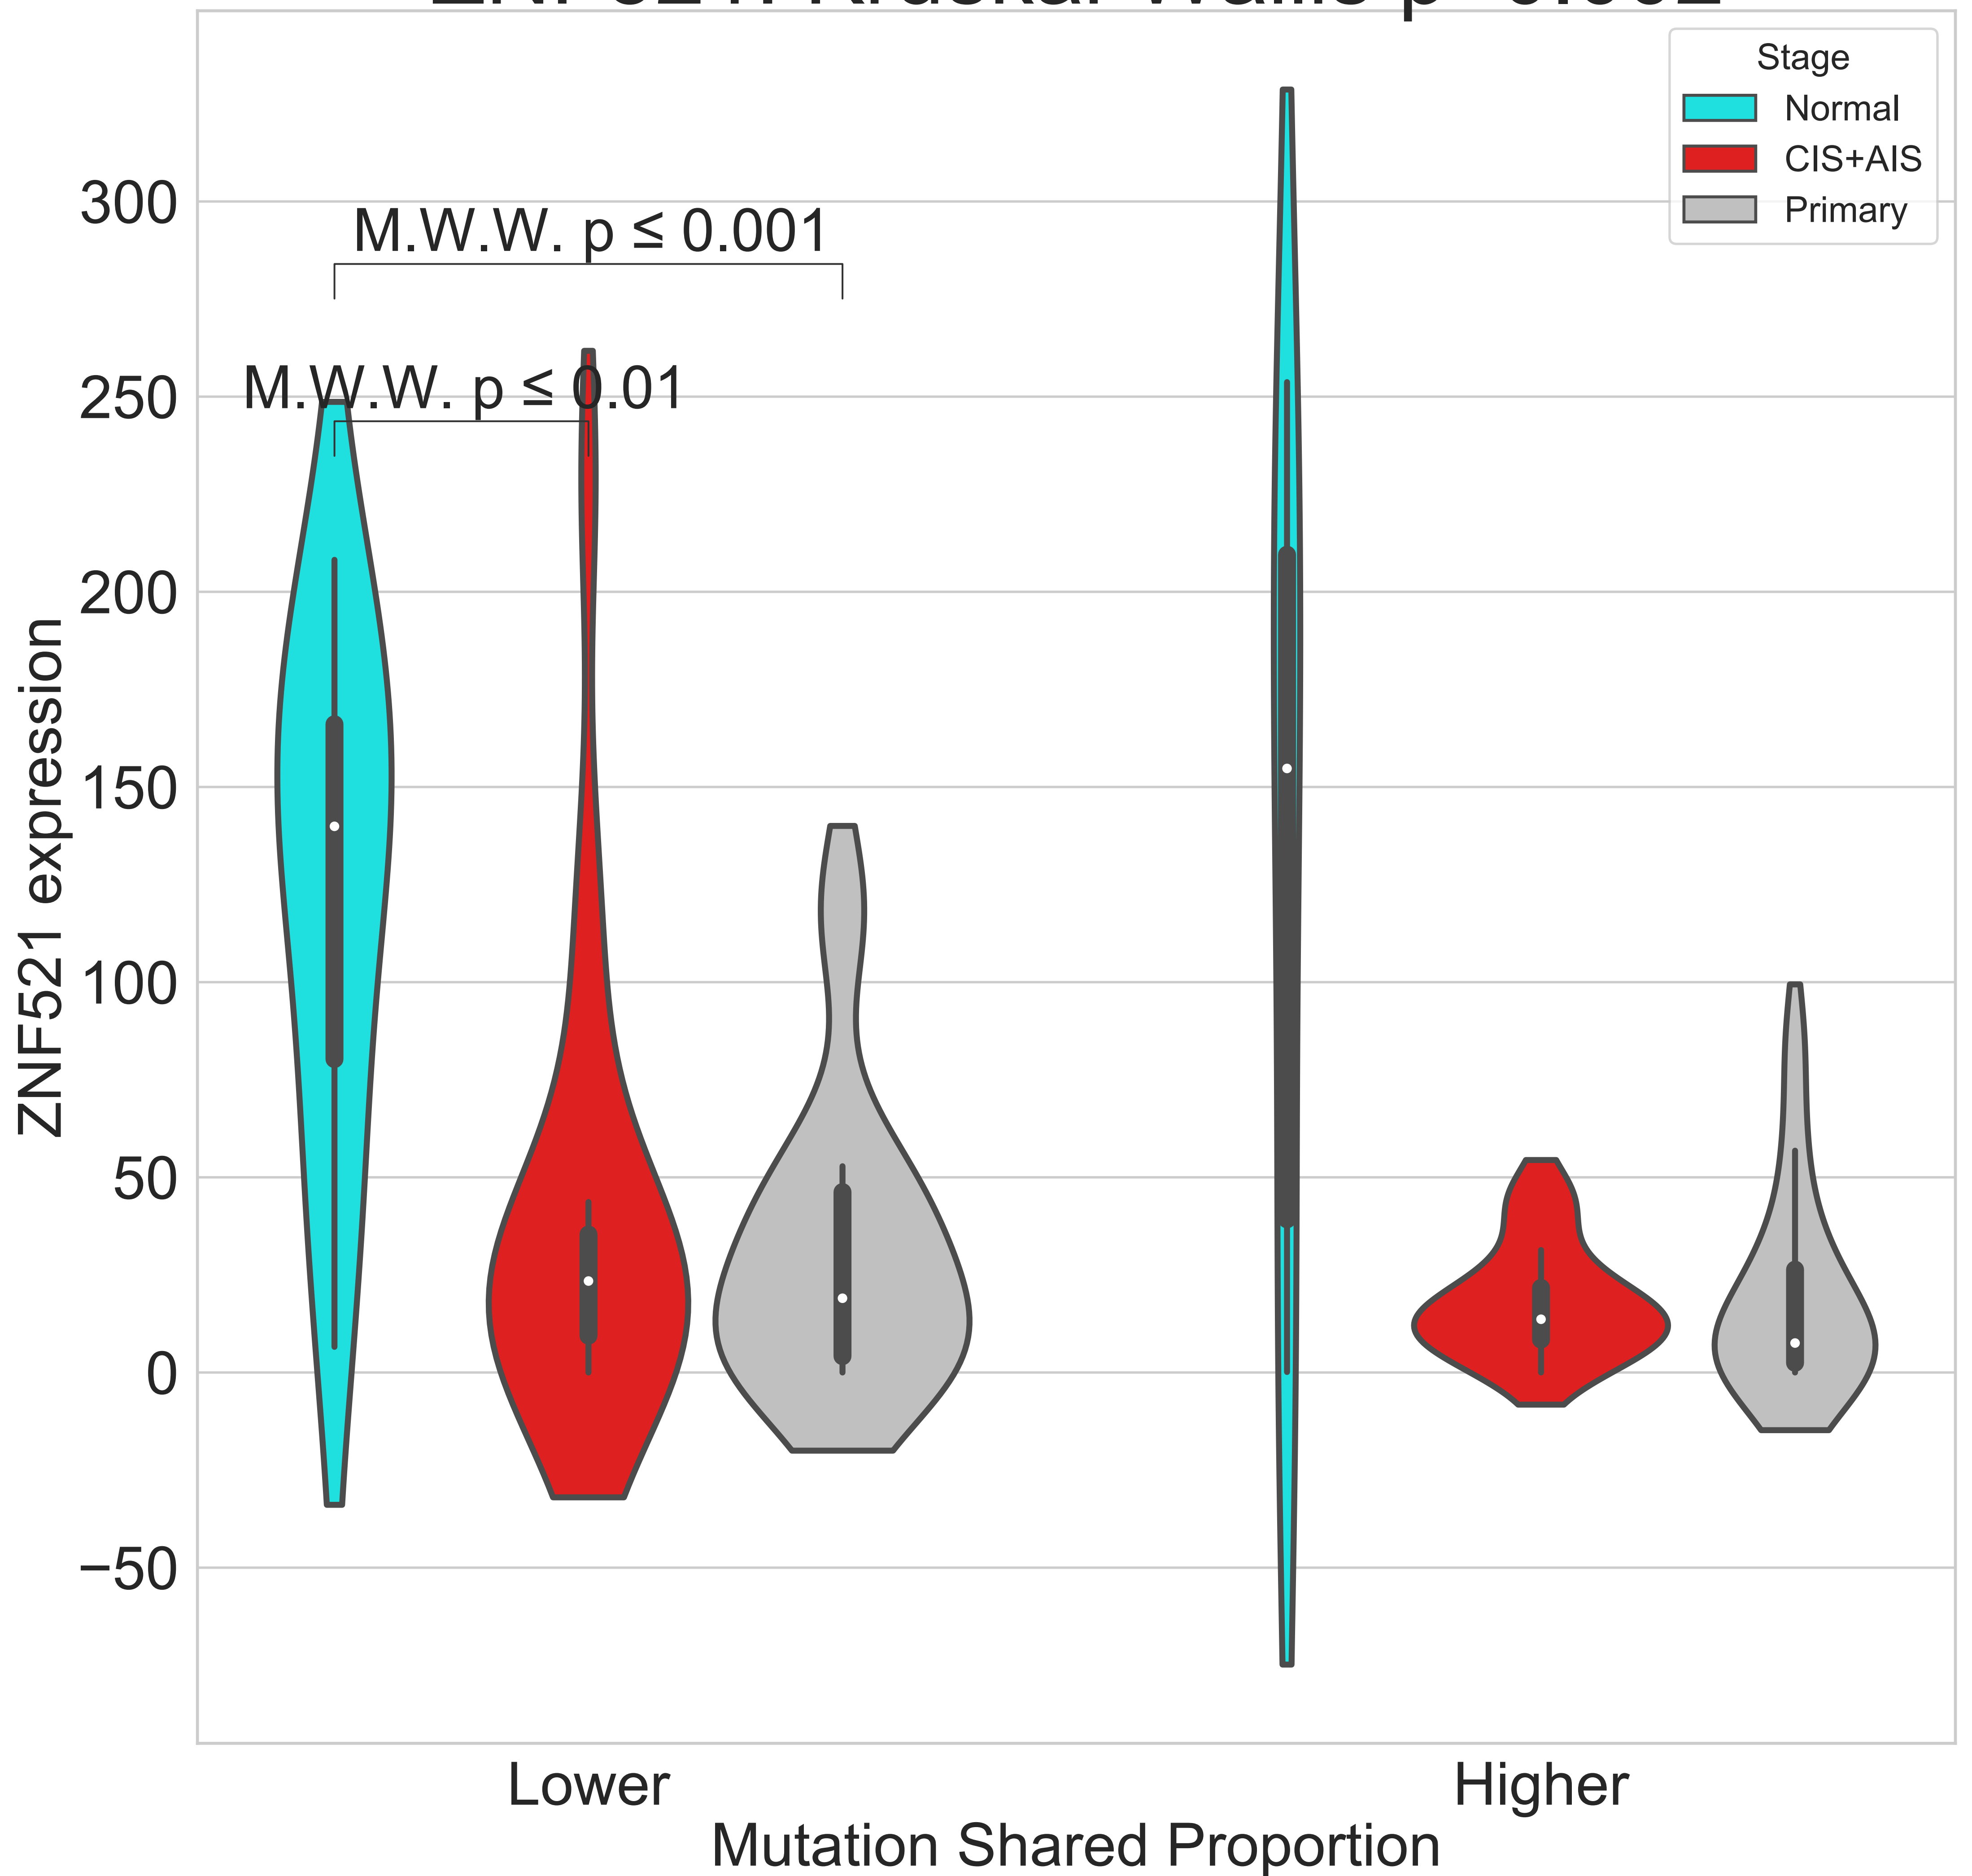 Stage
Normal
CIS+AIS
Primary
300
250
200
150
100
50
0
−50
M.W.W. p ≤ 0.001
M.W.W. p ≤ 0.01
ZNF521 expression
Lower
Higher
Mutation Shared Proportion